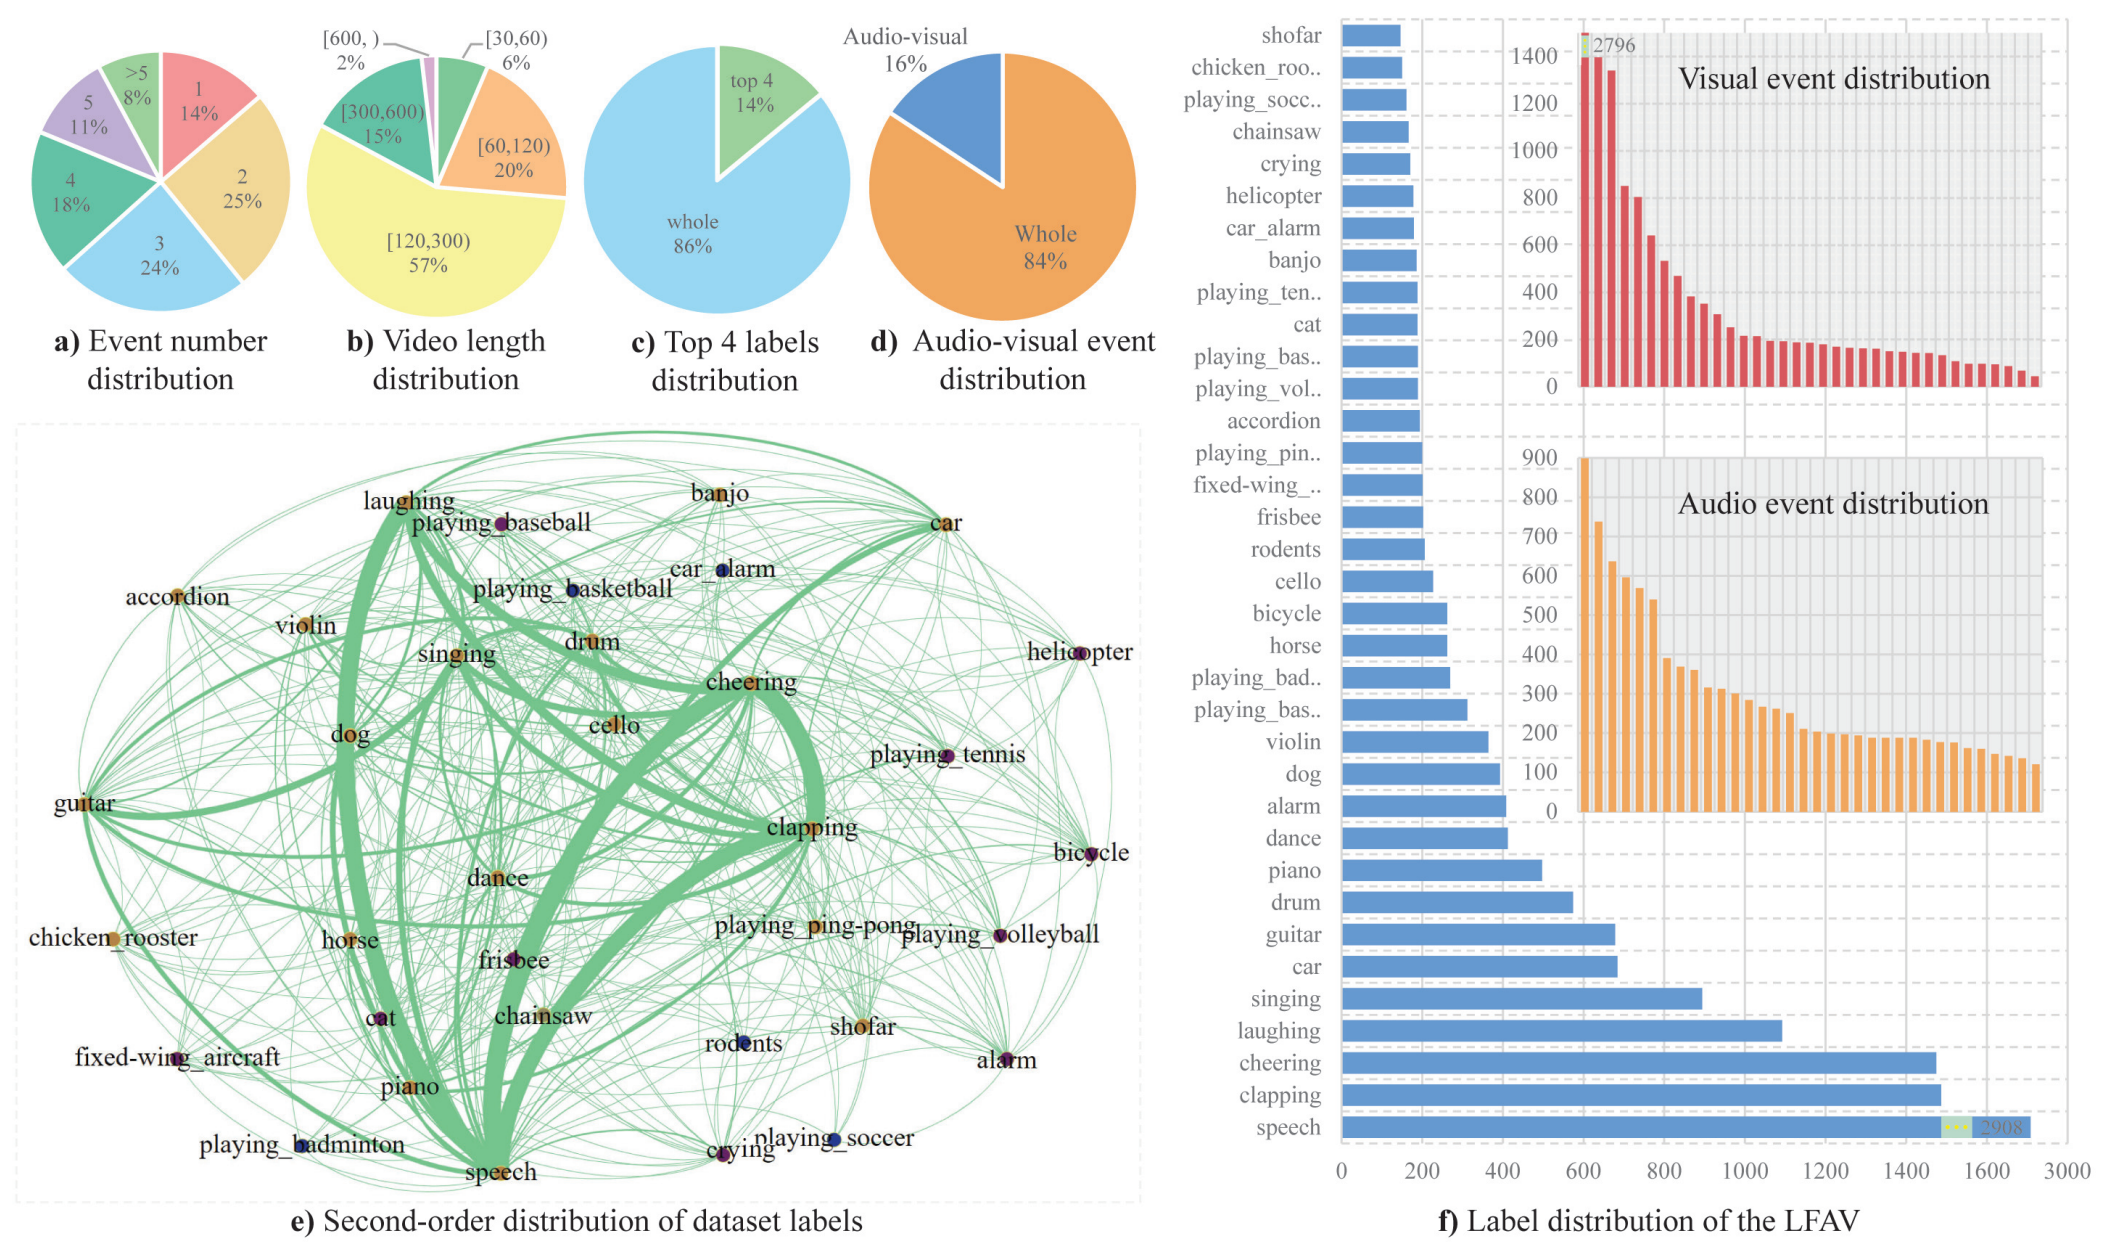 1
14%
2
25%
3
24%
4
18%
5
11%
>5
8%
a) Event number
distribution
[600, )
2%
[30,60)
6%
[60,120)
20%
[120,300)
57%
[300,600)
15%
b) Video length
distribution
top 4
14%
whole
86%
c) Top 4 labels
distribution
Audio-visual
16%
Whole
84%
d) Audio-visual event
distribution
laughing
playing_baseball
banjo
car
car_alarm
playing_basketball
accordion
violin
drum
singing
helicopter
cheering
cello
dog
playing_tennis
guitar
clapping
bicycle
dance
playing_ping-pong
playing_volleyball
chicken_rooster
horse
frisbee
chainsaw
cat
shofar
rodents
fixed-wing_aircraft
alarm
piano
playing_badminton
playing_soccer
crying
speech
e) Second-order distribution of dataset labels
shofar
chicken_roo..
playing_socc..
chainsaw
crying
helicopter
car_alarm
banjo
playing_ten..
cat
playing_bas..
playing_vol..
accordion
playing_pin..
fixed-wing_..
frisbee
rodents
cello
bicycle
horse
playing_bad..
playing_bas..
violin
dog
alarm
dance
piano
drum
guitar
car
singing
laughing
cheering
clapping
speech
2908
0 200 400 600 800 1000 1200 1400 1600 3000
2796
Visual event distribution
1400
1200
1000
800
600
400
200
0
Audio event distribution
900
800
700
600
500
400
300
200
100
0
f) Label distribution of the LFAV